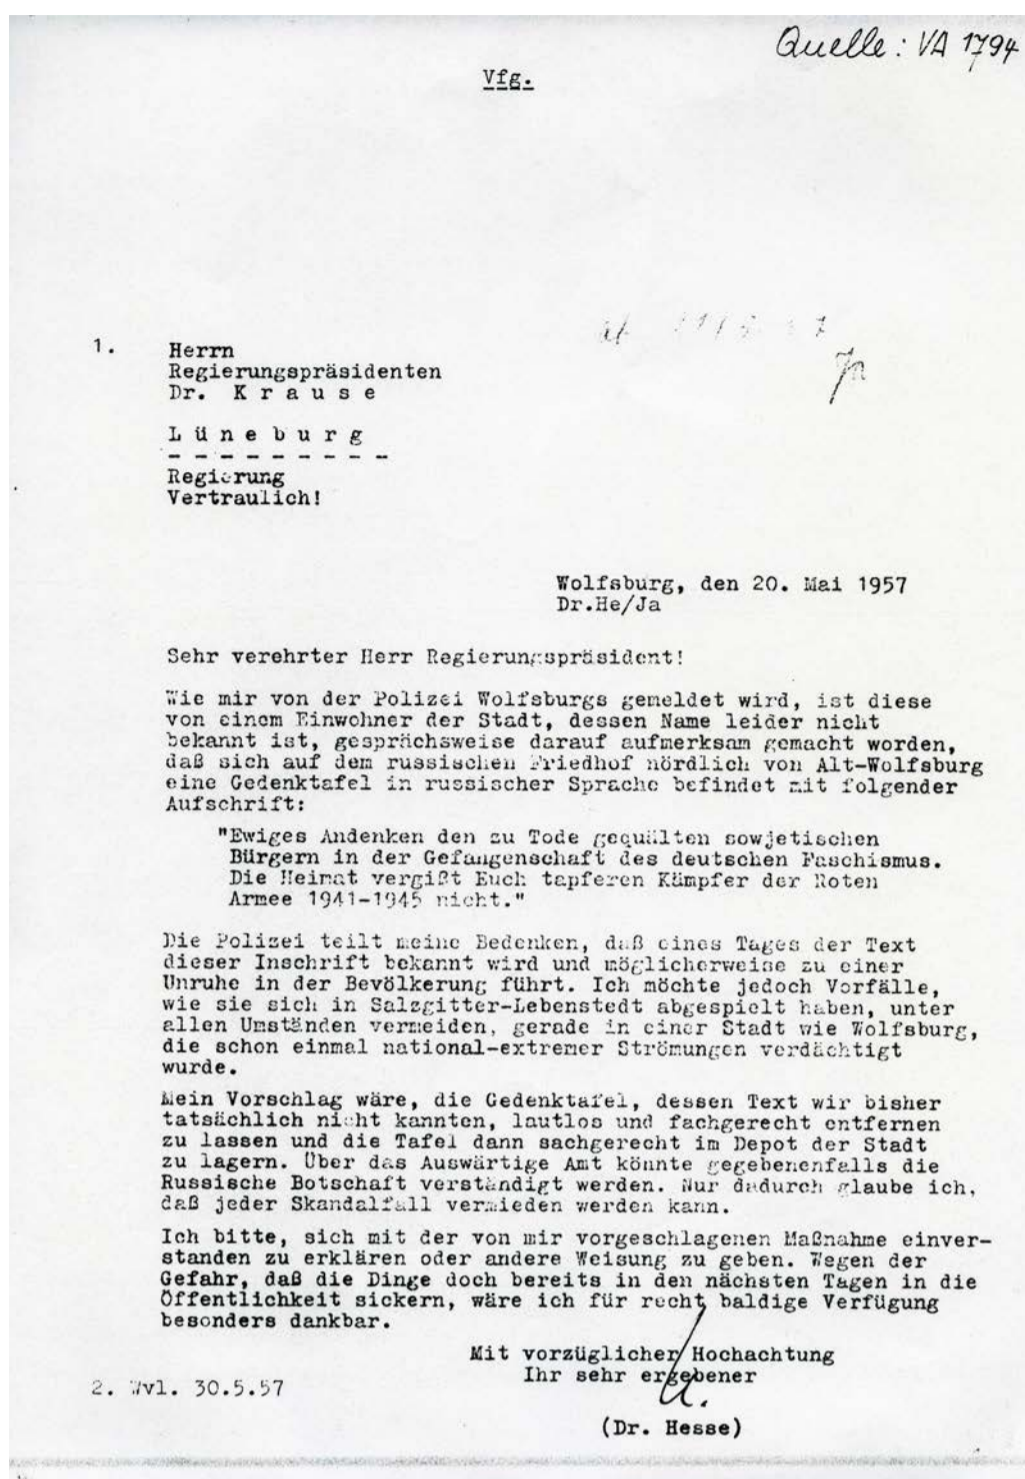 Quelle: VA 1794
Vfg.
1. Herrn
Regierungspräsidenten
Dr. K r a u s e
L ü n e b u r g
- - - - - - - - -
Regierung
Vertraulich!
Wolfsburg, den 20. Mai 1957
Dr.He/Ja
Sehr verehrter Herr Regierungspräsident!
Wie mir von der Polizei Wolfsburgs gemeldet wird, ist diese
von einem Einwohner der Stadt, dessen Name leider nicht
bekannt ist, gesprächsweise darauf aufmerksam gemacht worden,
daß sich auf dem russischen Friedhof nördlich von Alt-Wolfsburg
eine Gedenktafel in russischer Sprache befindet mit folgender
Aufschrift:
"Ewiges Andenken den zu Tode gequälten sowjetischen
Bürgern in der Gefangenschaft des deutschen Faschismus.
Die Heimat vergißt Euch tapferen Kämpfer der Roten
Armee 1941-1945 nicht."
Die Polizei teilt meine Bedenken, daß eines Tages der Text
dieser Inschrift bekannt wird und möglicherweise zu einer
Unruhe in der Bevölkerung führt. Ich möchte jedoch Vorfälle,
wie sie sich in Salzgitter-Lebenstedt abgespielt haben, unter
allen Umständen vermeiden, gerade in einer Stadt wie Wolfsburg,
die schon einmal national-extremer Strömungen verdächtigt
wurde.
Mein Vorschlag wäre, die Gedenktafel, dessen Text wir bisher
tatsächlich nicht kannten, lautlos und fachgerecht entfernen
zu lassen und die Tafel dann sachgerecht im Depot der Stadt
zu lagern. Über das Auswärtige Amt könnte gegebenenfalls die
Russische Botschaft verständigt werden. Nur dadurch glaube ich,
daß jeder Skandalfall vermieden werden kann.
Ich bitte, sich mit der von mir vorgeschlagenen Maßnahme einver-
standen zu erklären oder andere Weisung zu geben. Wegen der
Gefahr, daß die Dinge doch bereits in den nächsten Tagen in die
Öffentlichkeit sickern, wäre ich für recht baldige Verfügung
besonders dankbar.
Mit vorzüglicher Hochachtung
Ihr sehr ergebener
2. Wvl. 30.5.57
(Dr. Hesse)